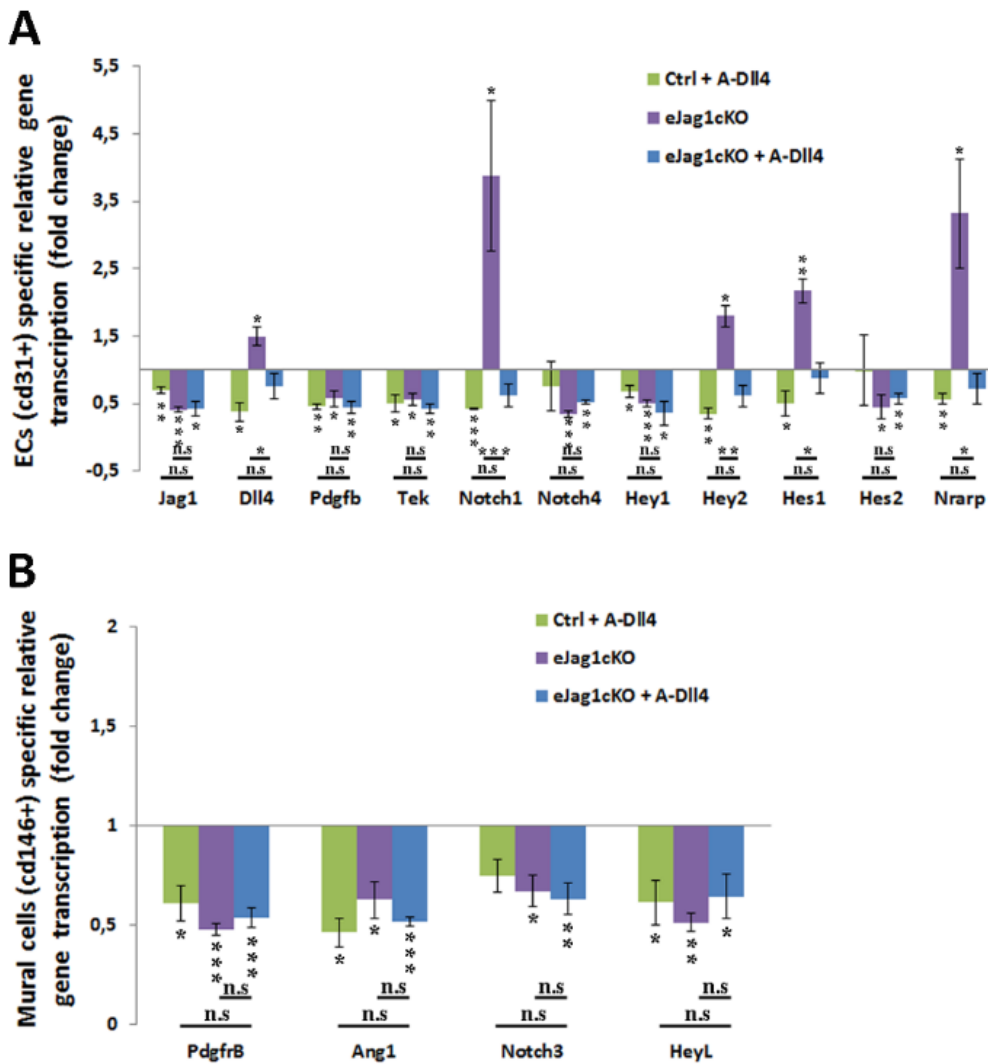 A
ECs (cd31+) specific relative gene
transcription (fold change)
5,5
4,5
3,5
2,5
1,5
0,5
-0,5
Ctrl + A-Dll4
eJag1cKO
eJag1cKO + A-Dll4
* * * * *
* * * * * * * * * * * * * * * * * * * * * * * * * * * * * * * * * * * * * *
n.s * n.s n.s * * * n.s n.s * * * n.s *
n.s n.s n.s n.s n.s n.s n.s n.s n.s n.s n.s
Jag1 Dll4 Pdgfb Tek Notch1 Notch4 Hey1 Hey2 Hes1 Hes2 Nrarp
B
Mural cells (cd146+) specific relative
gene transcription (fold change)
2
1,5
1
0,5
0
Ctrl + A-Dll4
eJag1cKO
eJag1cKO + A-Dll4
* *** *** * * *** * ** * ** *
n.s n.s n.s n.s
n.s n.s n.s n.s
PdgfrB Ang1 Notch3 HeyL